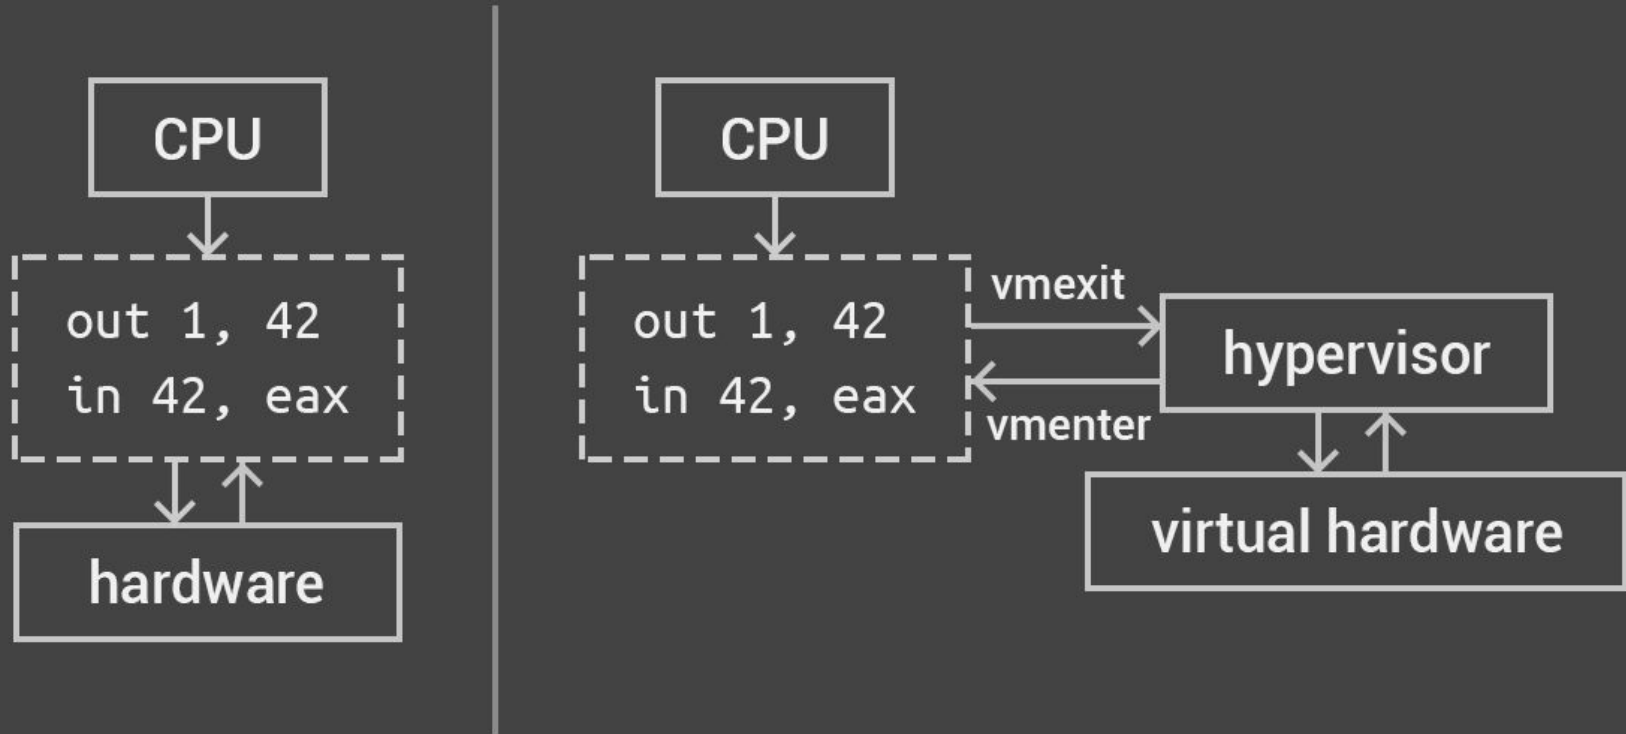 CPU
out 1, 42
in 42, eax
hardware
CPU
out 1, 42
in 42, eax
vmexit
vmenter
hypervisor
virtual hardware